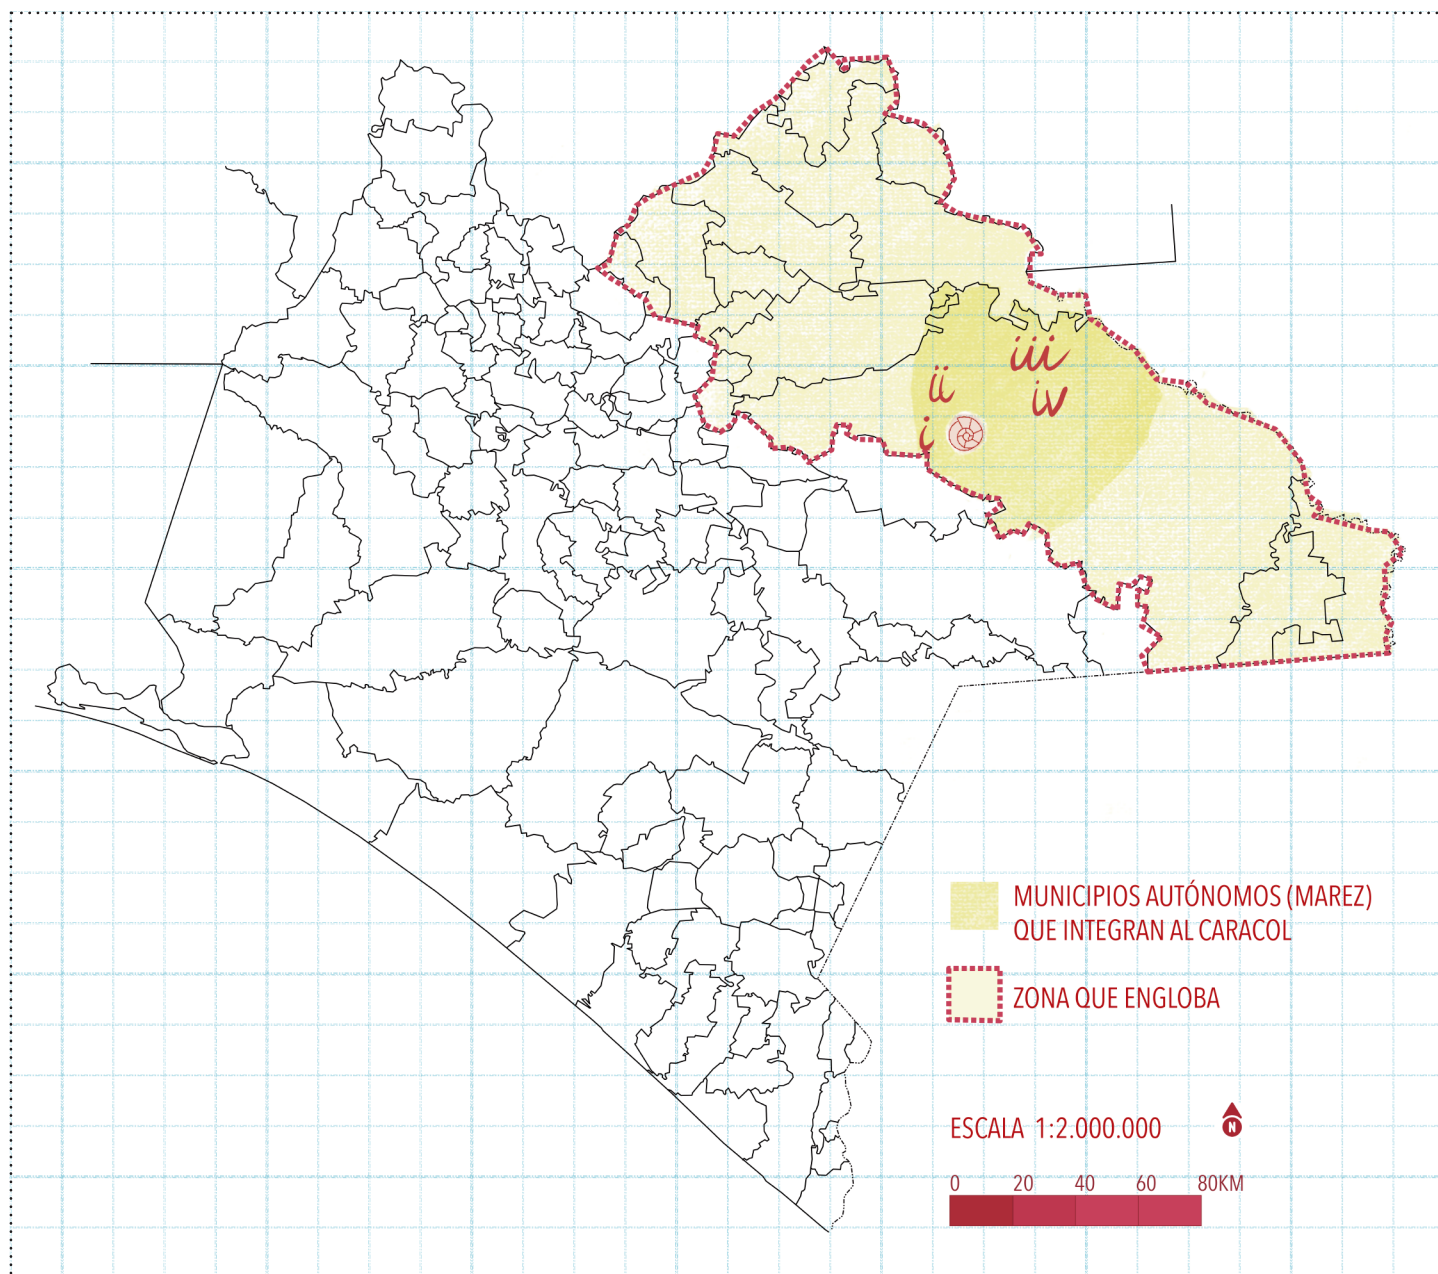 iii
ii
iv
i
MUNICIPIOS AUTÓNOMOS (MAREZ)
QUE INTEGRAN AL CARACOL
ZONA QUE ENGLOBA
ESCALA 1:2.000.000
N
0 20 40 60 80KM